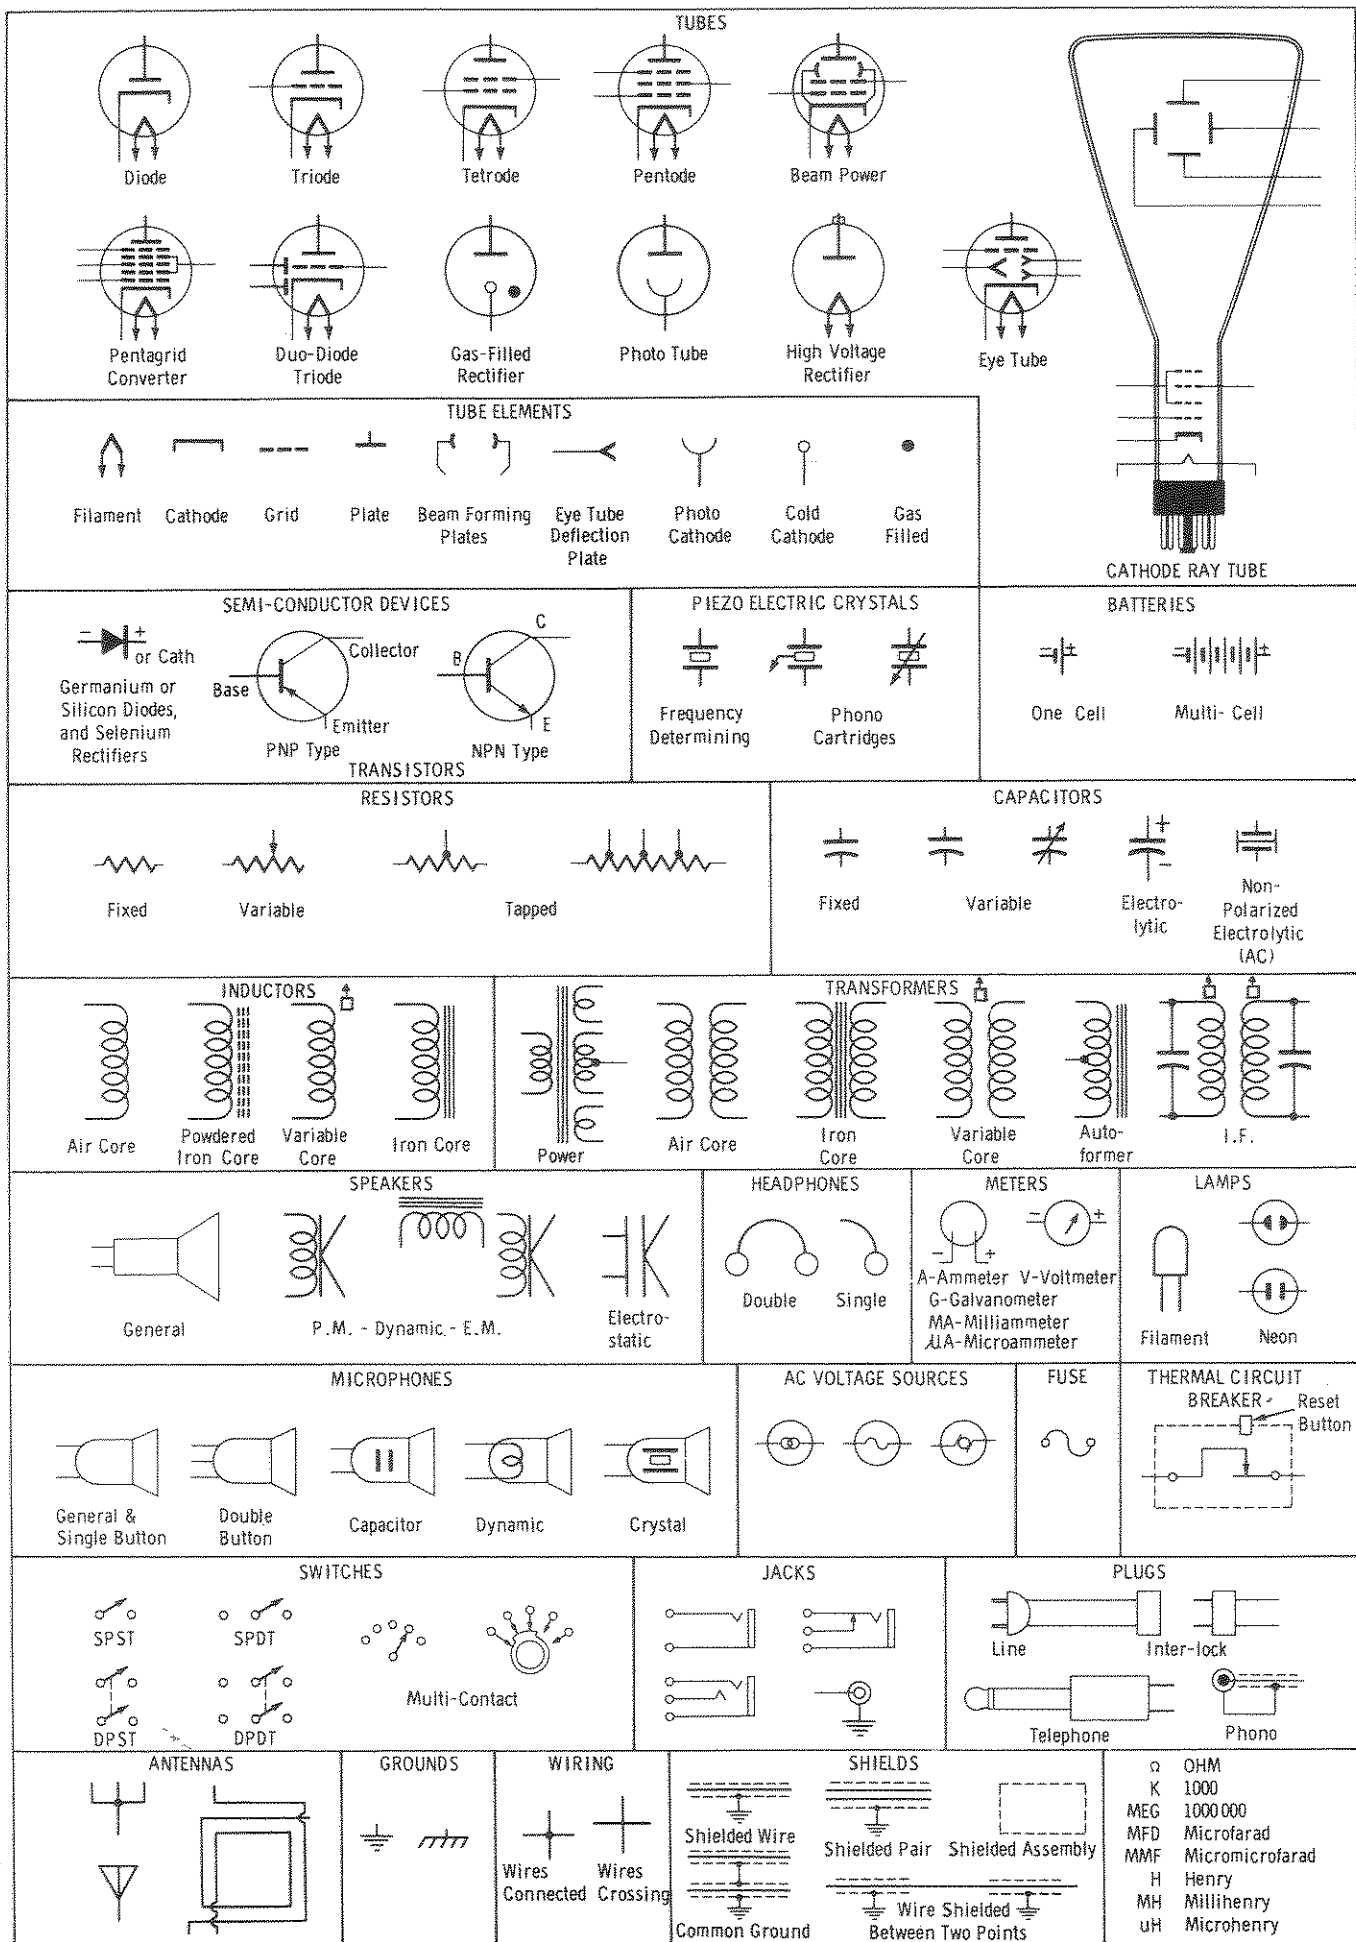 TUBES
Diode
Triode
Tetrode
Pentode
Beam Power
Pentagrid
Converter
Duo-Diode
Triode
Gas-Filled
Rectifier
Photo Tube
High Voltage
Rectifier
Eye Tube
CATHODE RAY TUBE
TUBE ELEMENTS
Filament
Cathode
Grid
Plate
Beam Forming
Plates
Eye Tube
Deflection
Plate
Photo
Cathode
Cold
Cathode
Gas
Filled
SEMI-CONDUCTOR DEVICES
- +
or Cath
Germanium or
Silicon Diodes,
and Selenium
Rectifiers
Base
Collector
Emitter
PNP Type
B
C
E
NPN Type
TRANSISTORS
PIEZO ELECTRIC CRYSTALS
Frequency
Determining
Phono
Cartridges
BATTERIES
- +
One Cell
- +
Multi-Cell
RESISTORS
Fixed
Variable
Tapped
CAPACITORS
Fixed
Variable
+
-
Electro-
lytic
Non-
Polarized
Electrolytic
(AC)
INDUCTORS
Air Core
Powdered
Iron Core
Variable
Core
Iron Core
TRANSFORMERS
Power
Air Core
Iron
Core
Variable
Core
Auto-
former
I.F.
SPEAKERS
General
P.M. - Dynamic - E.M.
Electro-
static
HEADPHONES
Double
Single
METERS
- +
- +
A-Ammeter V-Voltmeter
G-Galvanometer
MA-Milliammeter
μA-Microammeter
LAMPS
Filament
Neon
MICROPHONES
General &
Single Button
Double
Button
Capacitor
Dynamic
Crystal
AC VOLTAGE SOURCES
FUSE
THERMAL CIRCUIT
BREAKER
Reset
Button
SWITCHES
SPST
SPDT
DPST
DPDT
Multi-Contact
JACKS
PLUGS
Line
Inter-lock
Telephone
Phono
ANTENNAS
GROUNDS
WIRING
Wires
Connected
Wires
Crossing
SHIELDS
Shielded Wire
Shielded Pair
Shielded Assembly
Common Ground
Wire Shielded
Between Two Points
Ω OHM
K 1000
MEG 1000000
MFD Microfarad
MMF Micromicrofarad
H Henry
MH Millihenry
uH Microhenry